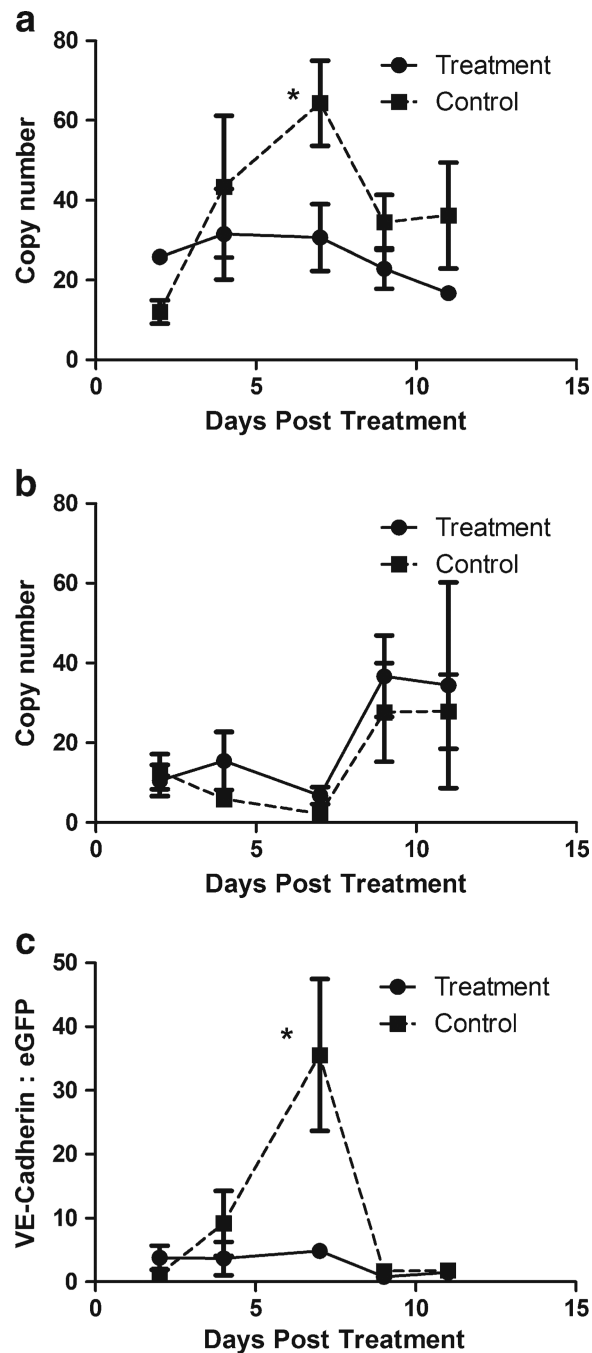 a
80
60
40
20
0
Copy number
*
Treatment
Control
0 5 10 15
Days Post Treatment
b
80
60
40
20
0
Copy number
Treatment
Control
0 5 10 15
Days Post Treatment
c
50
40
30
20
10
0
VE-Cadherin : eGFP
*
Treatment
Control
0 5 10 15
Days Post Treatment